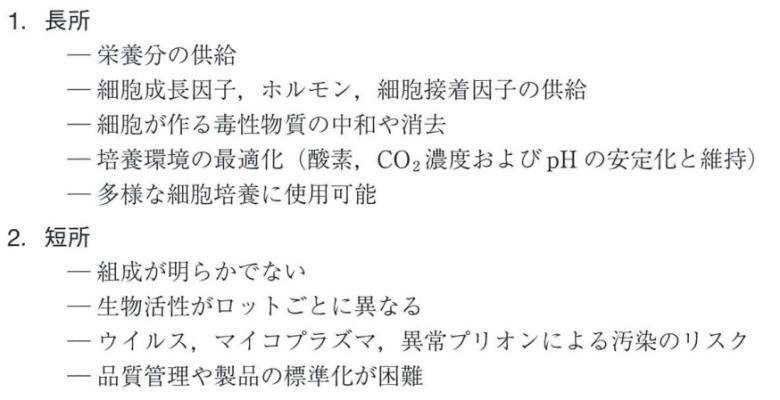 1. 長所
— 栄養分の供給
— 細胞成長因子，ホルモン，細胞接着因子の供給
— 細胞が作る毒性物質の中和や消去
— 培養環境の最適化（酸素，CO₂濃度およびpHの安定化と維持）
— 多様な細胞培養に使用可能
2. 短所
— 組成が明らかでない
— 生物活性がロットごとに異なる
— ウイルス，マイコプラズマ，異常プリオンによる汚染のリスク
— 品質管理や製品の標準化が困難